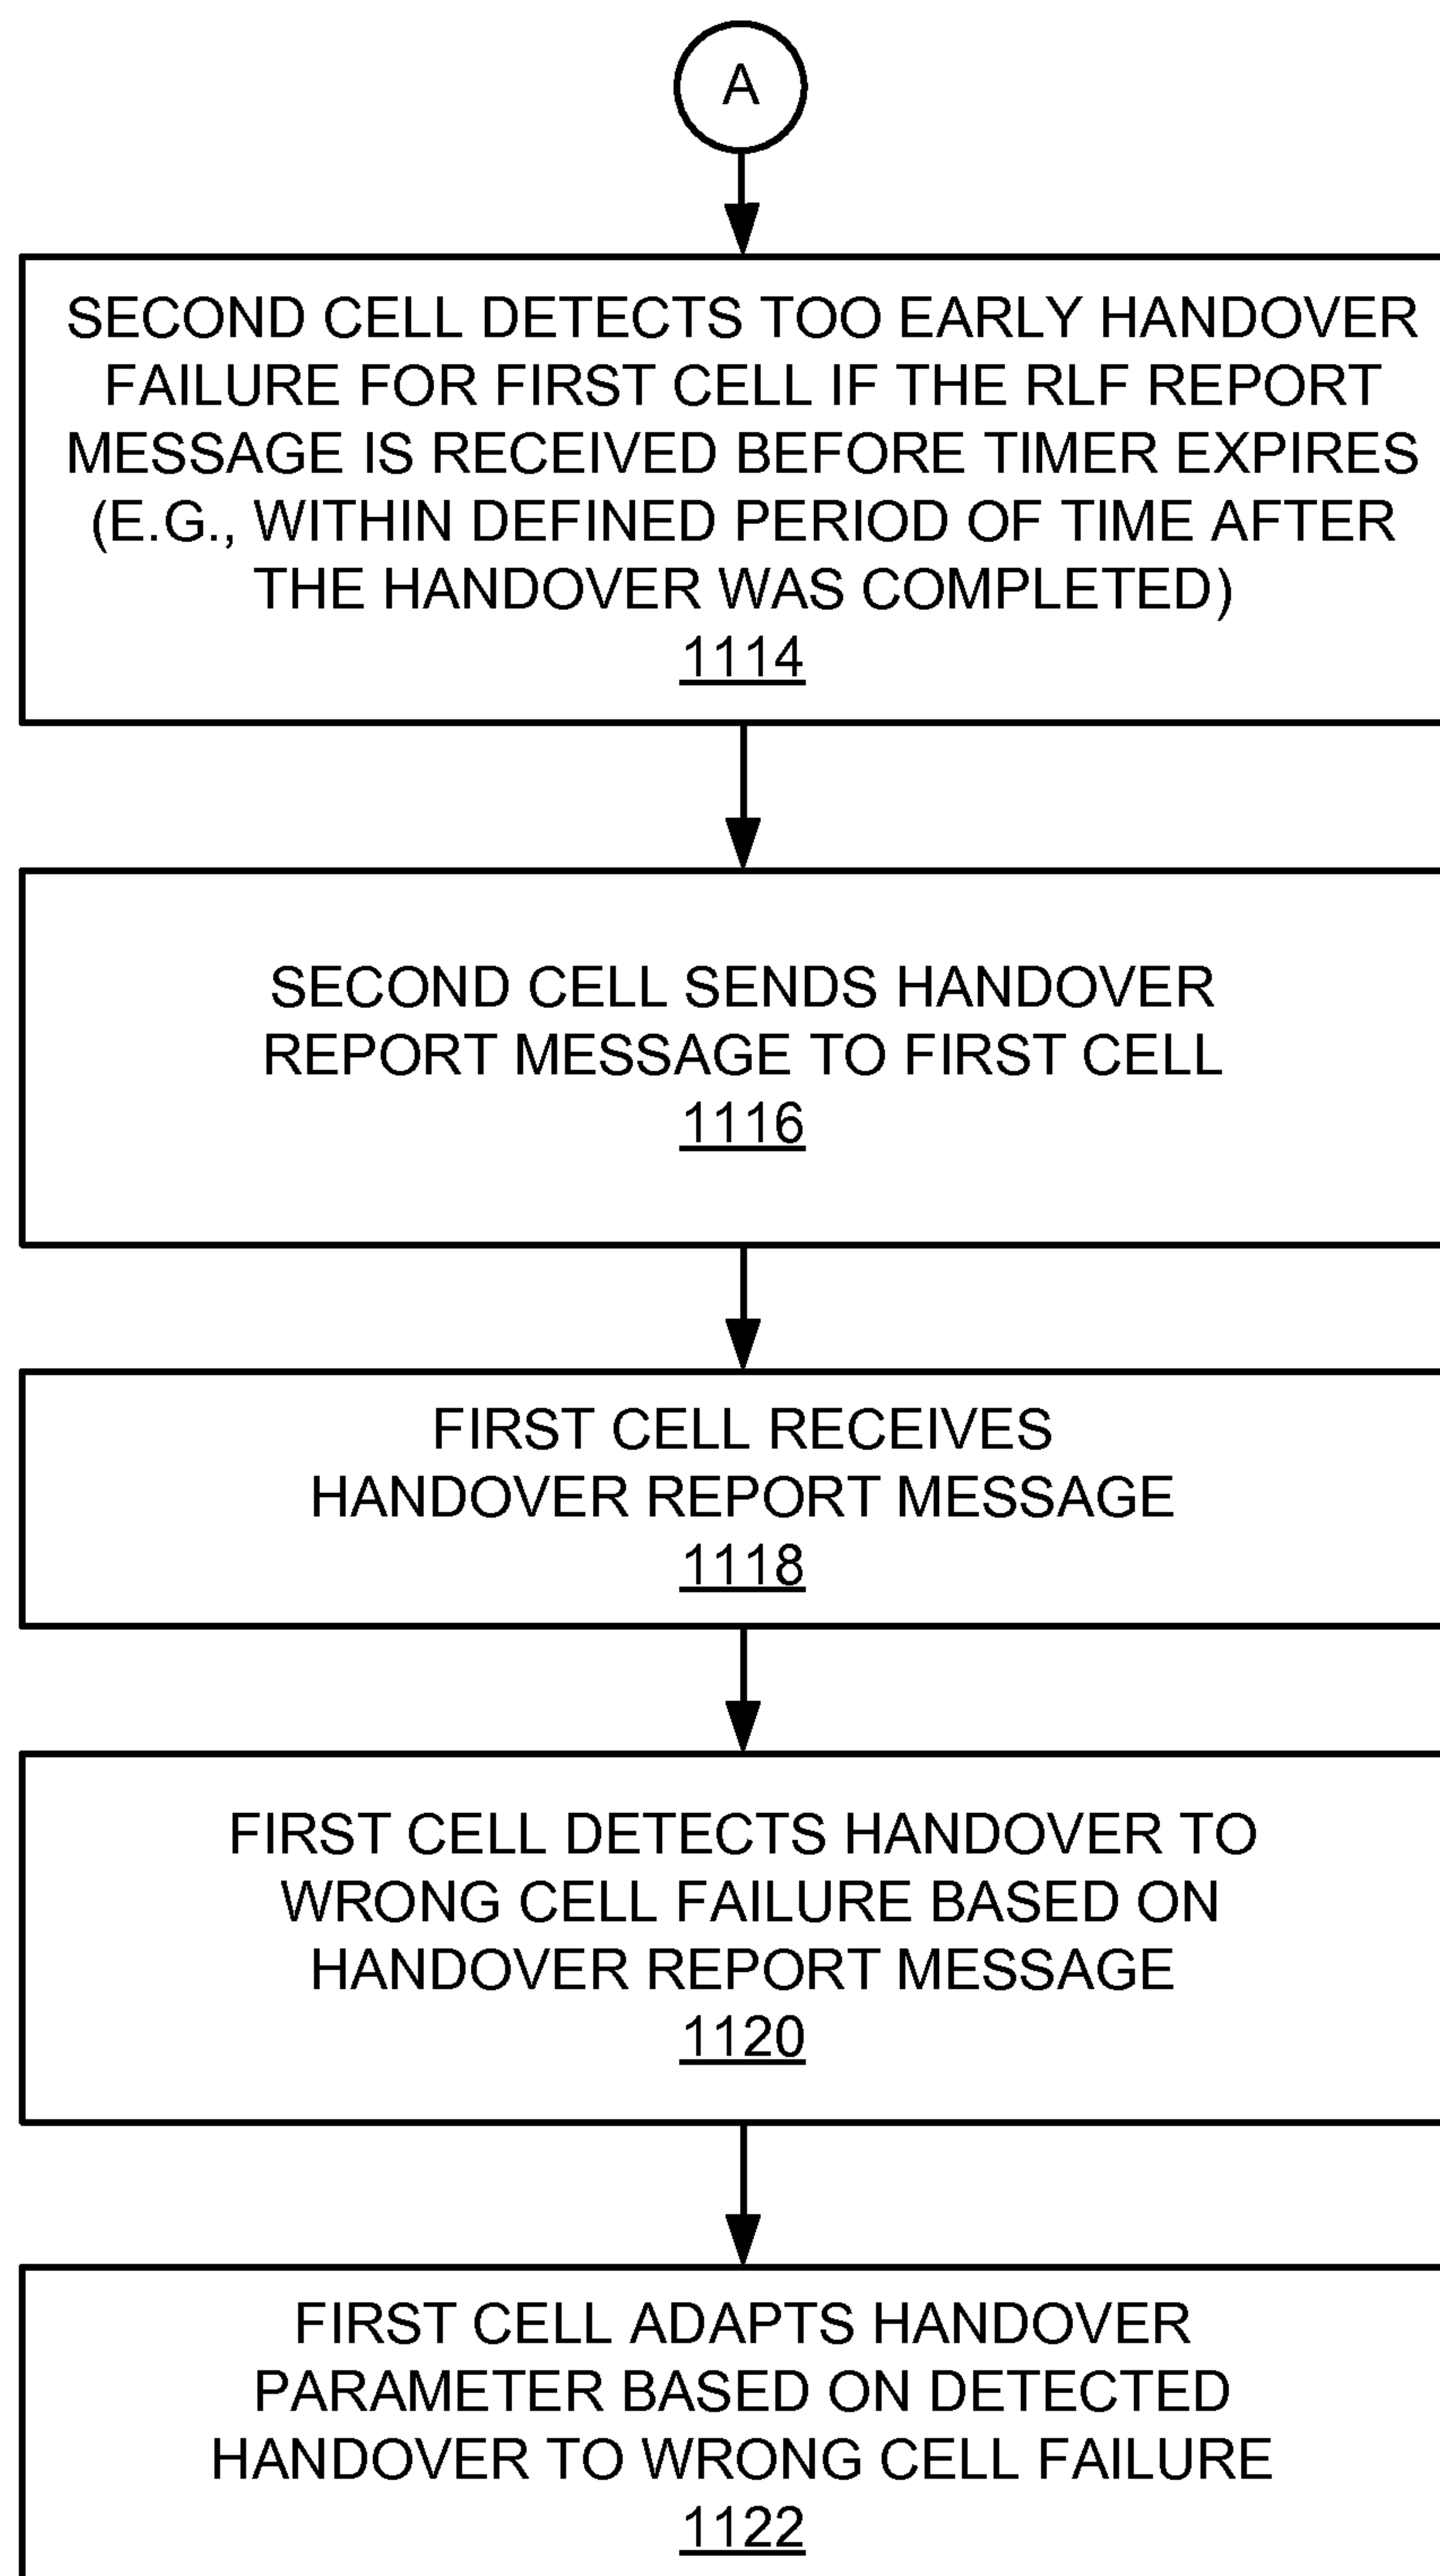 A
SECOND CELL DETECTS TOO EARLY HANDOVER
FAILURE FOR FIRST CELL IF THE RLF REPORT
MESSAGE IS RECEIVED BEFORE TIMER EXPIRES
(E.G., WITHIN DEFINED PERIOD OF TIME AFTER
THE HANDOVER WAS COMPLETED)
1114
SECOND CELL SENDS HANDOVER
REPORT MESSAGE TO FIRST CELL
1116
FIRST CELL RECEIVES
HANDOVER REPORT MESSAGE
1118
FIRST CELL DETECTS HANDOVER TO
WRONG CELL FAILURE BASED ON
HANDOVER REPORT MESSAGE
1120
FIRST CELL ADAPTS HANDOVER
PARAMETER BASED ON DETECTED
HANDOVER TO WRONG CELL FAILURE
1122